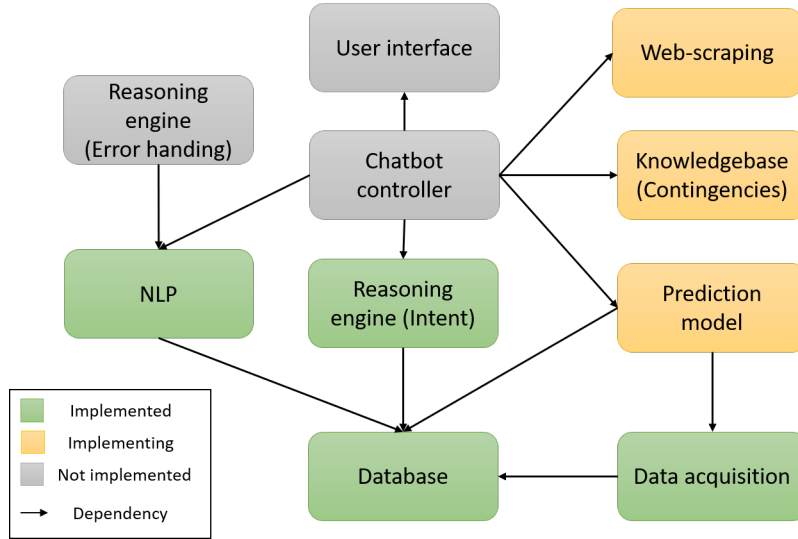 User interface
Web-scraping
Reasoning
engine
(Error handing)
Chatbot
controller
Knowledgebase
(Contingencies)
NLP
Reasoning
engine (Intent)
Prediction
model
Implemented
Implementing
Not implemented
Dependency
Database
Data acquisition